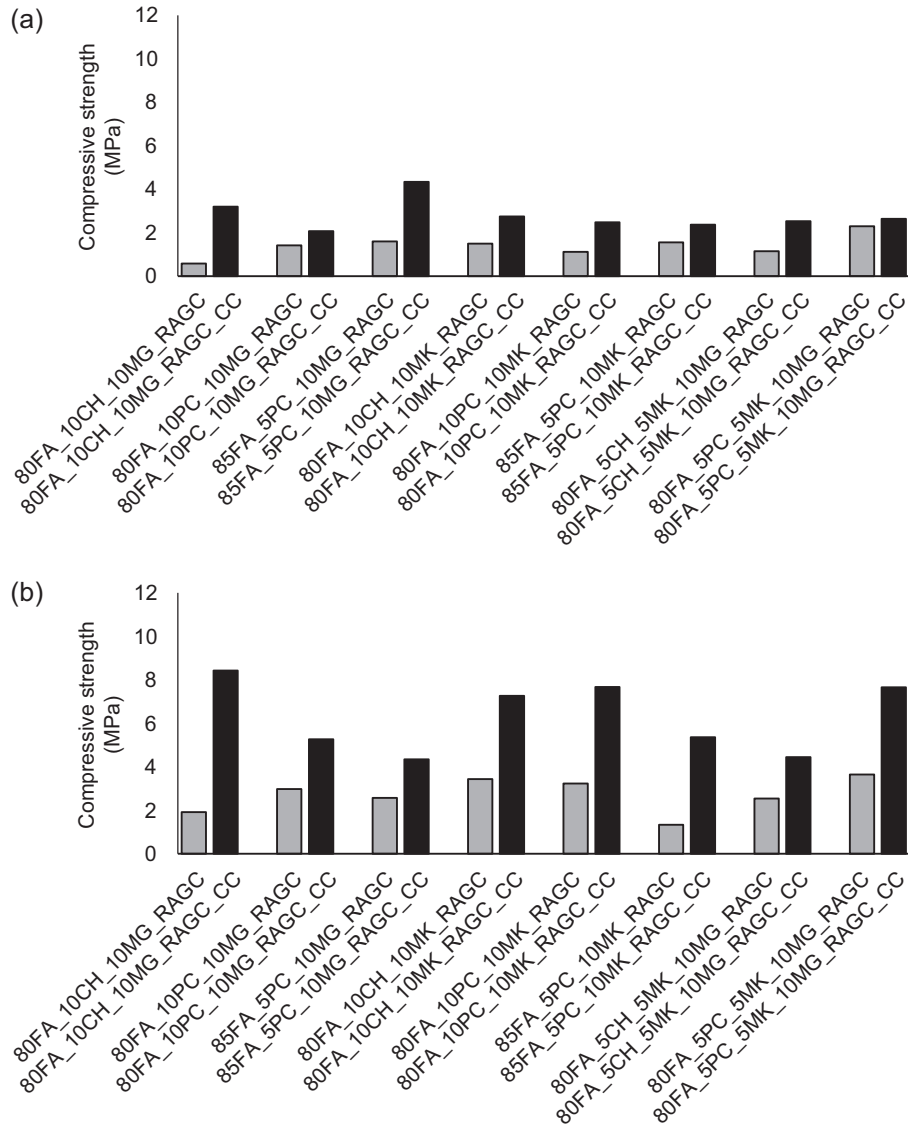 (a)
Compressive strength
(MPa)
12
10
8
6
4
2
0
80FA_10CH_10MG_RAGC
80FA_10CH_10MG_RAGC_CC
80FA_10PC_10MG_RAGC
80FA_10PC_10MG_RAGC_CC
85FA_5PC_10MG_RAGC
85FA_5PC_10MG_RAGC_CC
80FA_10CH_10MK_RAGC
80FA_10CH_10MK_RAGC_CC
80FA_10PC_10MK_RAGC
80FA_10PC_10MK_RAGC_CC
85FA_5PC_10MK_RAGC
85FA_5PC_10MK_RAGC_CC
80FA_5CH_5MK_10MG_RAGC
80FA_5CH_5MK_10MG_RAGC_CC
80FA_5PC_5MK_10MG_RAGC
80FA_5PC_5MK_10MG_RAGC_CC
(b)
Compressive strength
(MPa)
12
10
8
6
4
2
0
80FA_10CH_10MG_RAGC
80FA_10CH_10MG_RAGC_CC
80FA_10PC_10MG_RAGC
80FA_10PC_10MG_RAGC_CC
85FA_5PC_10MG_RAGC
85FA_5PC_10MG_RAGC_CC
80FA_10CH_10MK_RAGC
80FA_10CH_10MK_RAGC_CC
80FA_10PC_10MK_RAGC
80FA_10PC_10MK_RAGC_CC
85FA_5PC_10MK_RAGC
85FA_5PC_10MK_RAGC_CC
80FA_5CH_5MK_10MG_RAGC
80FA_5CH_5MK_10MG_RAGC_CC
80FA_5PC_5MK_10MG_RAGC
80FA_5PC_5MK_10MG_RAGC_CC